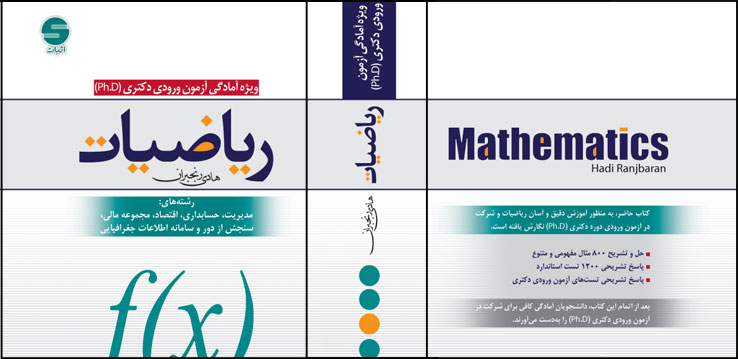 اثبات
ویژه آمادگی آزمون ورودی دکتری (Ph.D)
ریاضیات
هادی رنجبران
رشته‌های:
مدیریت، حسابداری، اقتصاد، مجموعه مالی،
سنجش از دور و سامانه اطلاعات جغرافیایی
f(x)
ویژه آمادگی آزمون
ورودی دکتری (Ph.D)
ریاضیات
هادی رنجبران
Mathematics
Hadi Ranjbaran
کتاب حاضر، به منظور آموزش دقیق و آسان ریاضیات و شرکت
در آزمون ورودی دوره دکتری (Ph.D) نگارش یافته است.
حل و تشریح ۸۰۰ مثال مفهومی و متنوع
پاسخ تشریحی ۱۲۰۰ تست استاندارد
پاسخ تشریحی تست‌های آزمون ورودی دکتری
بعد از اتمام این کتاب، دانشجویان آمادگی کافی برای شرکت در
آزمون ورودی دکتری (Ph.D) را به‌دست می‌آورند.